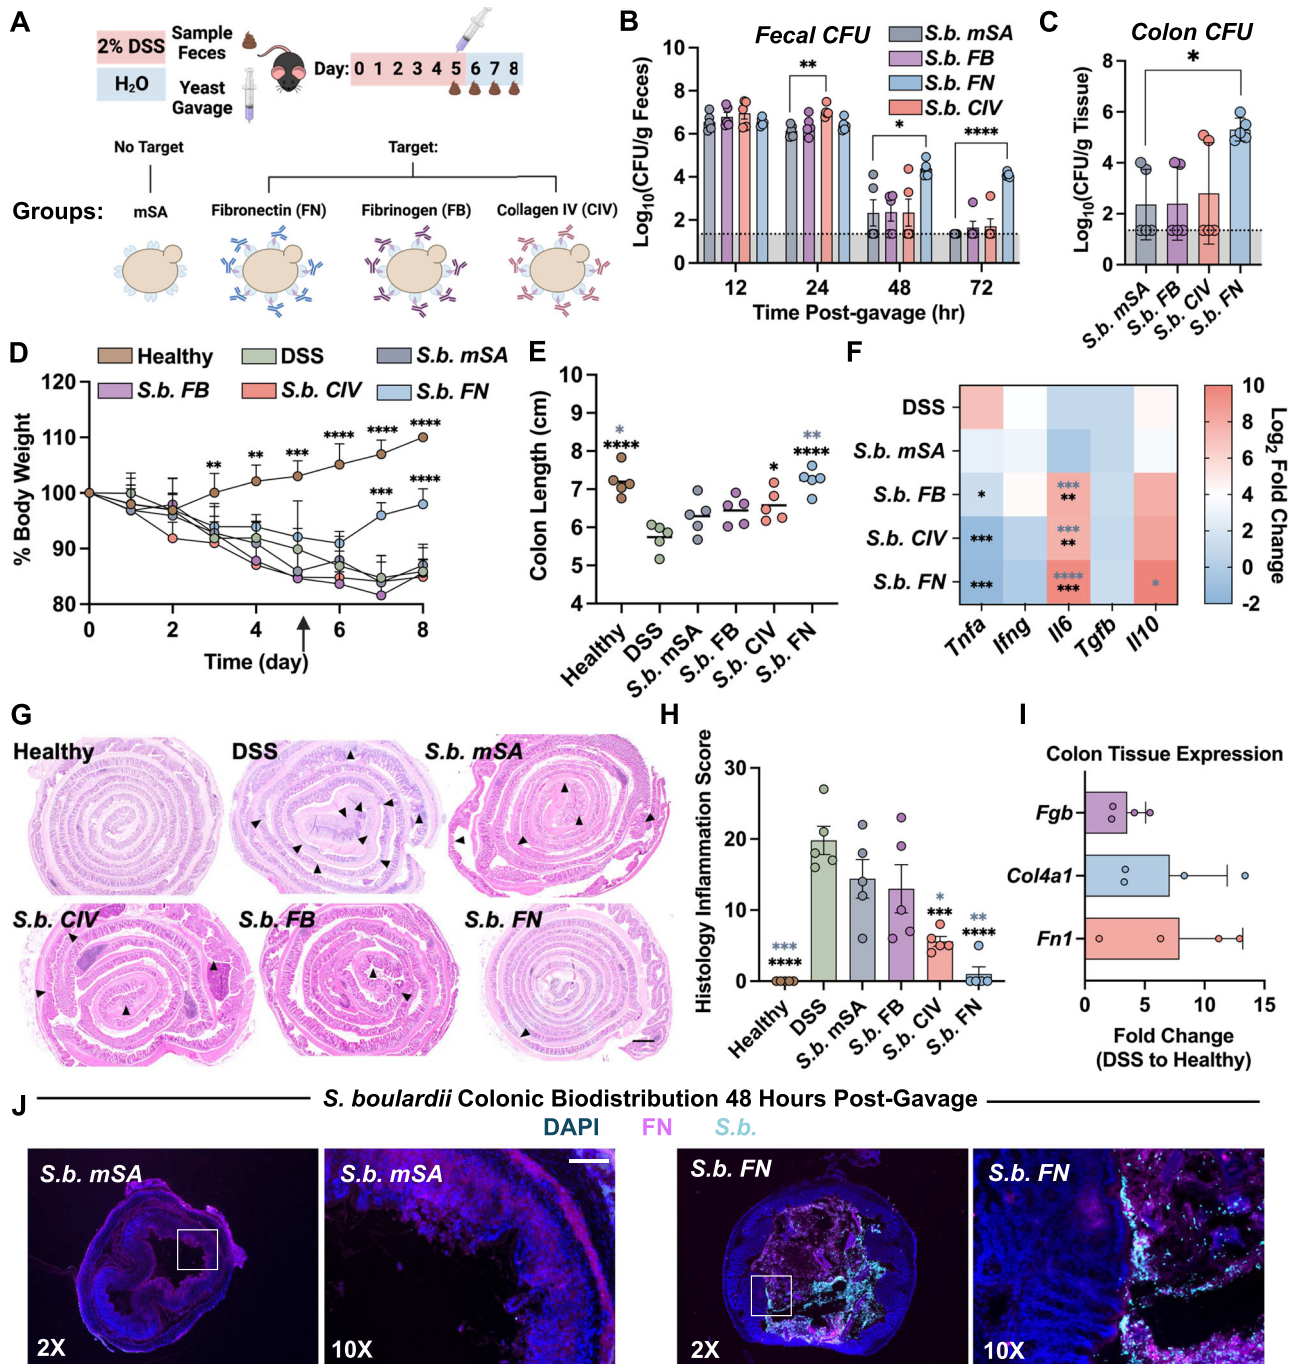 A
2% DSS
H₂O
Sample Feces
Yeast Gavage
Day: 0 1 2 3 4 5 6 7 8
No Target
Target:
Groups:
mSA
Fibronectin (FN)
Fibrinogen (FB)
Collagen IV (CIV)
B
Fecal CFU
S.b. mSA
S.b. FB
S.b. FN
S.b. CIV
Log₁₀(CFU/g Feces)
10
8
6
4
2
0
** * ****
12 24 48 72
Time Post-gavage (hr)
C
Colon CFU
*
Log₁₀(CFU/g Tissue)
8
6
4
2
0
S.b. mSA
S.b. FB
S.b. CIV
S.b. FN
D
Healthy
DSS
S.b. mSA
S.b. FB
S.b. CIV
S.b. FN
% Body Weight
120
110
100
90
80
** ** *** **** **** ****
*** ****
0 2 4 6 8
Time (day)
E
Colon Length (cm)
10
9
8
7
6
5
4
*
****
*
**
****
Healthy
DSS
S.b. mSA
S.b. FB
S.b. CIV
S.b. FN
F
DSS
S.b. mSA
S.b. FB
S.b. CIV
S.b. FN
* *** **
*** *** **
*** **** *** *
Tnfa
Ifng
Il6
Tgfb
Il10
10
8
6
4
2
0
-2
Log₂ Fold Change
G
Healthy
DSS
S.b. mSA
S.b. CIV
S.b. FB
S.b. FN
H
Histology Inflammation Score
30
20
10
0
***
****
*
***
**
****
Healthy
DSS
S.b. mSA
S.b. FB
S.b. CIV
S.b. FN
I
Colon Tissue Expression
Fgb
Col4a1
Fn1
0 5 10 15
Fold Change
(DSS to Healthy)
J
S. boulardii Colonic Biodistribution 48 Hours Post-Gavage
DAPI FN S.b.
S.b. mSA
2X
S.b. mSA
10X
S.b. FN
2X
S.b. FN
10X